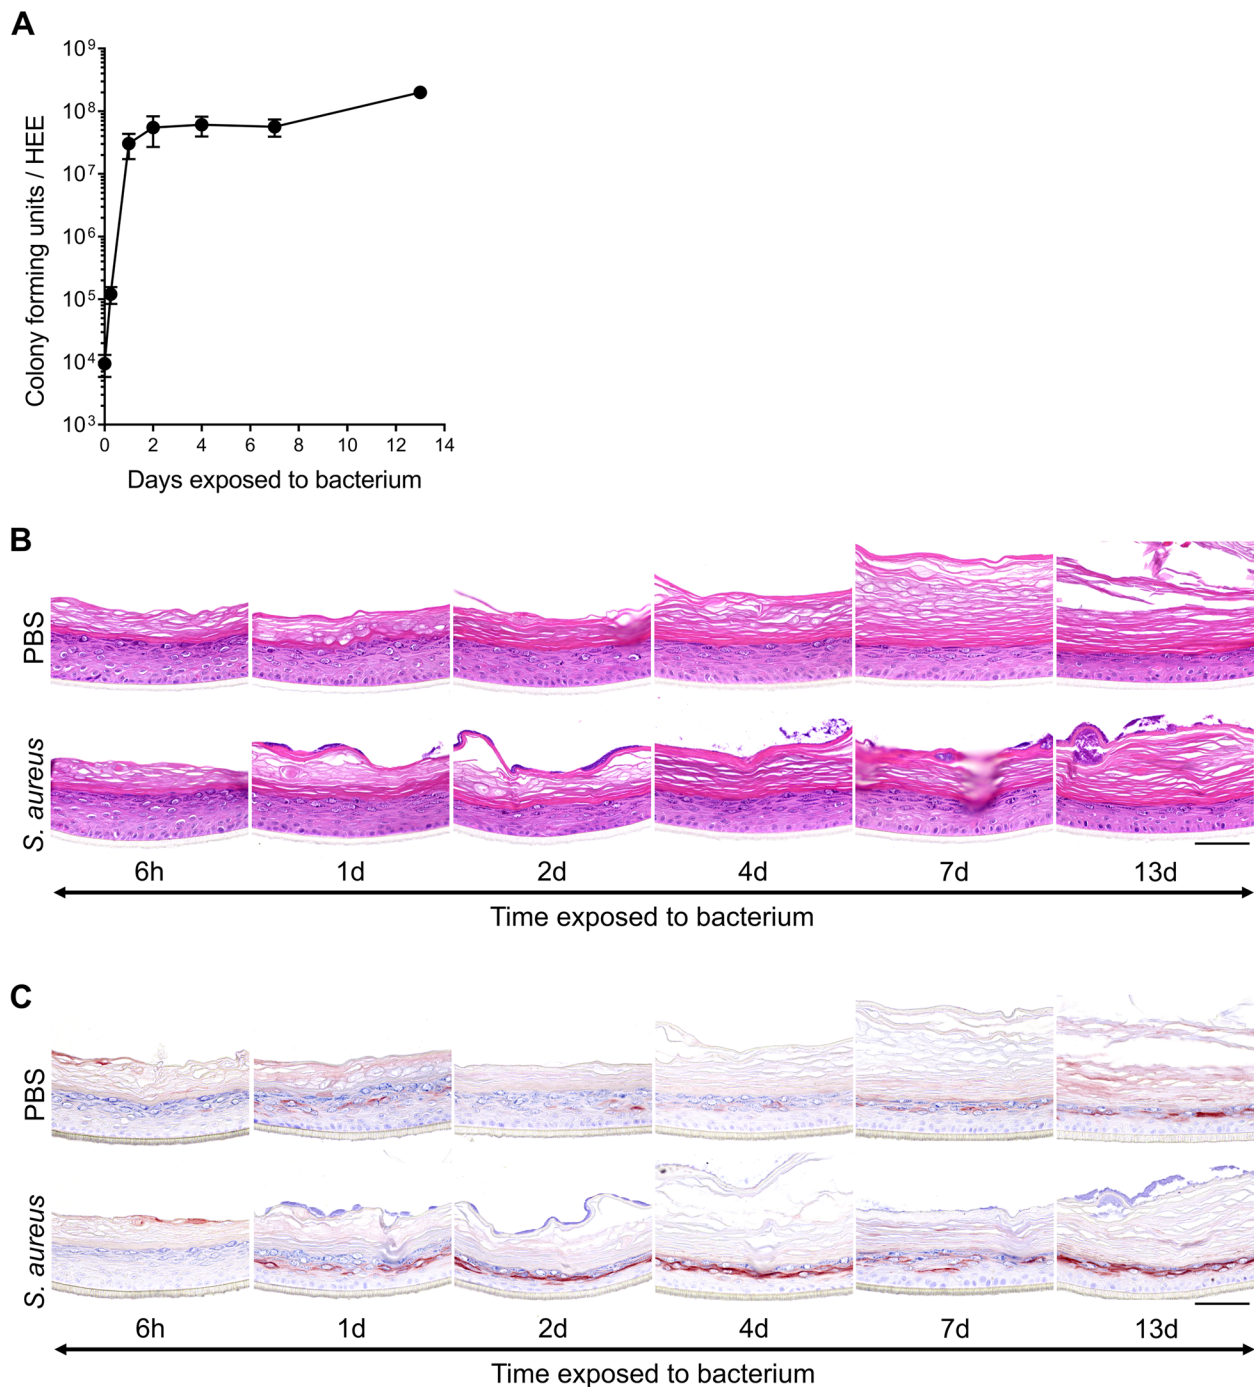 A
10⁹
10⁸
10⁷
10⁶
10⁵
10⁴
10³
Colony forming units / HEE
0 2 4 6 8 10 12 14
Days exposed to bacterium
B
PBS
S. aureus
6h 1d 2d 4d 7d 13d
Time exposed to bacterium
C
PBS
S. aureus
6h 1d 2d 4d 7d 13d
Time exposed to bacterium